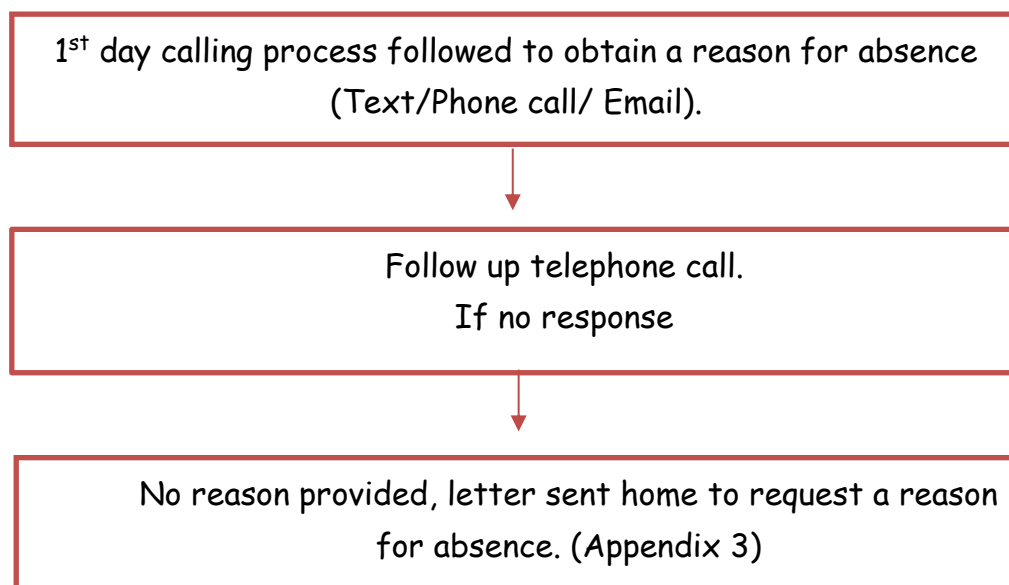 1st day calling process followed to obtain a reason for absence
(Text/Phone call/ Email).
Follow up telephone call.
If no response
No reason provided, letter sent home to request a reason
for absence. (Appendix 3)